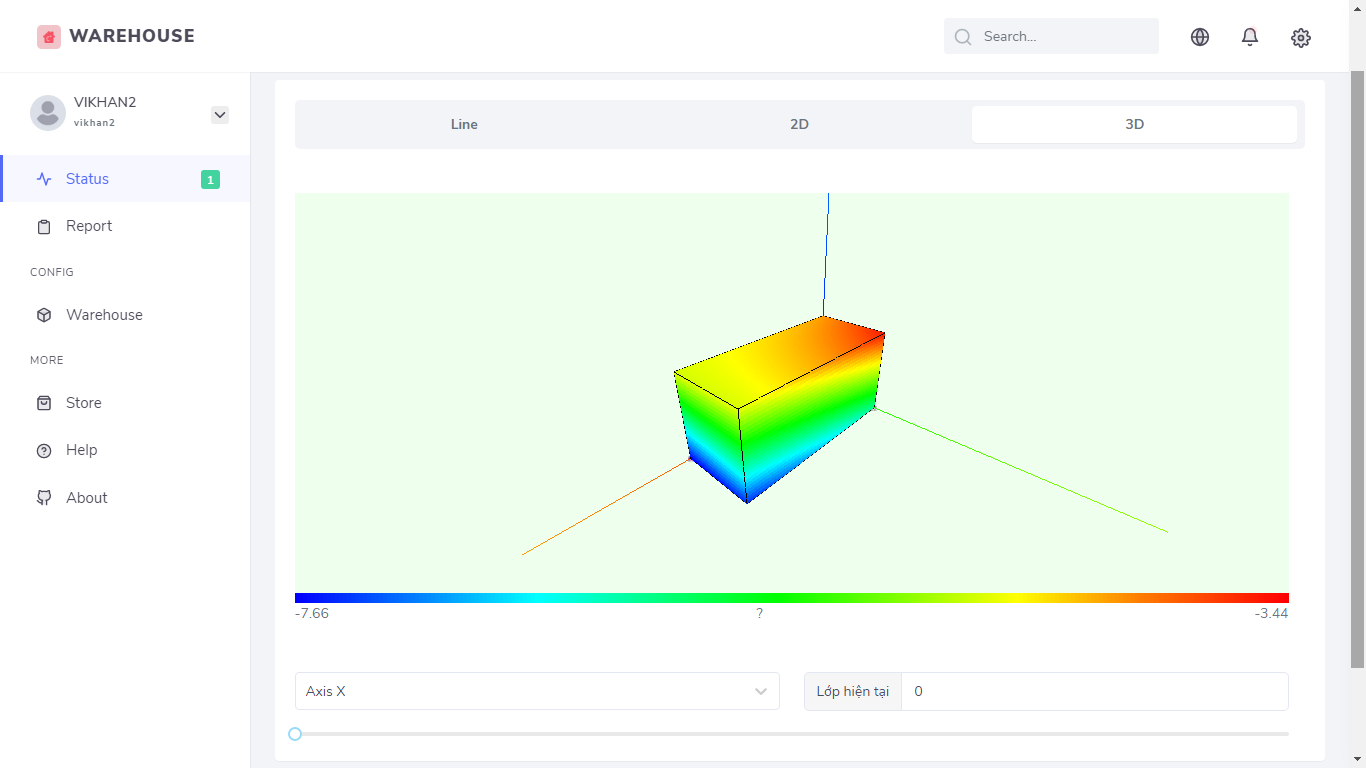 WAREHOUSE
Search...
VIKHAN2
vikhan2
Status
1
Report
CONFIG
Warehouse
MORE
Store
Help
About
Line
2D
3D
-7.66
?
-3.44
Axis X
Lớp hiện tại
0